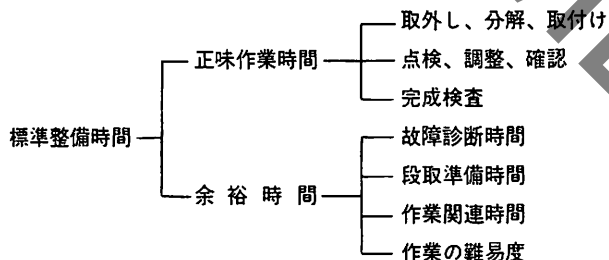 取外し、分解、取付け
正味作業時間
点検、調整、確認
完成検査
標準整備時間
故障診断時間
段取準備時間
余裕時間
作業関連時間
作業の難易度